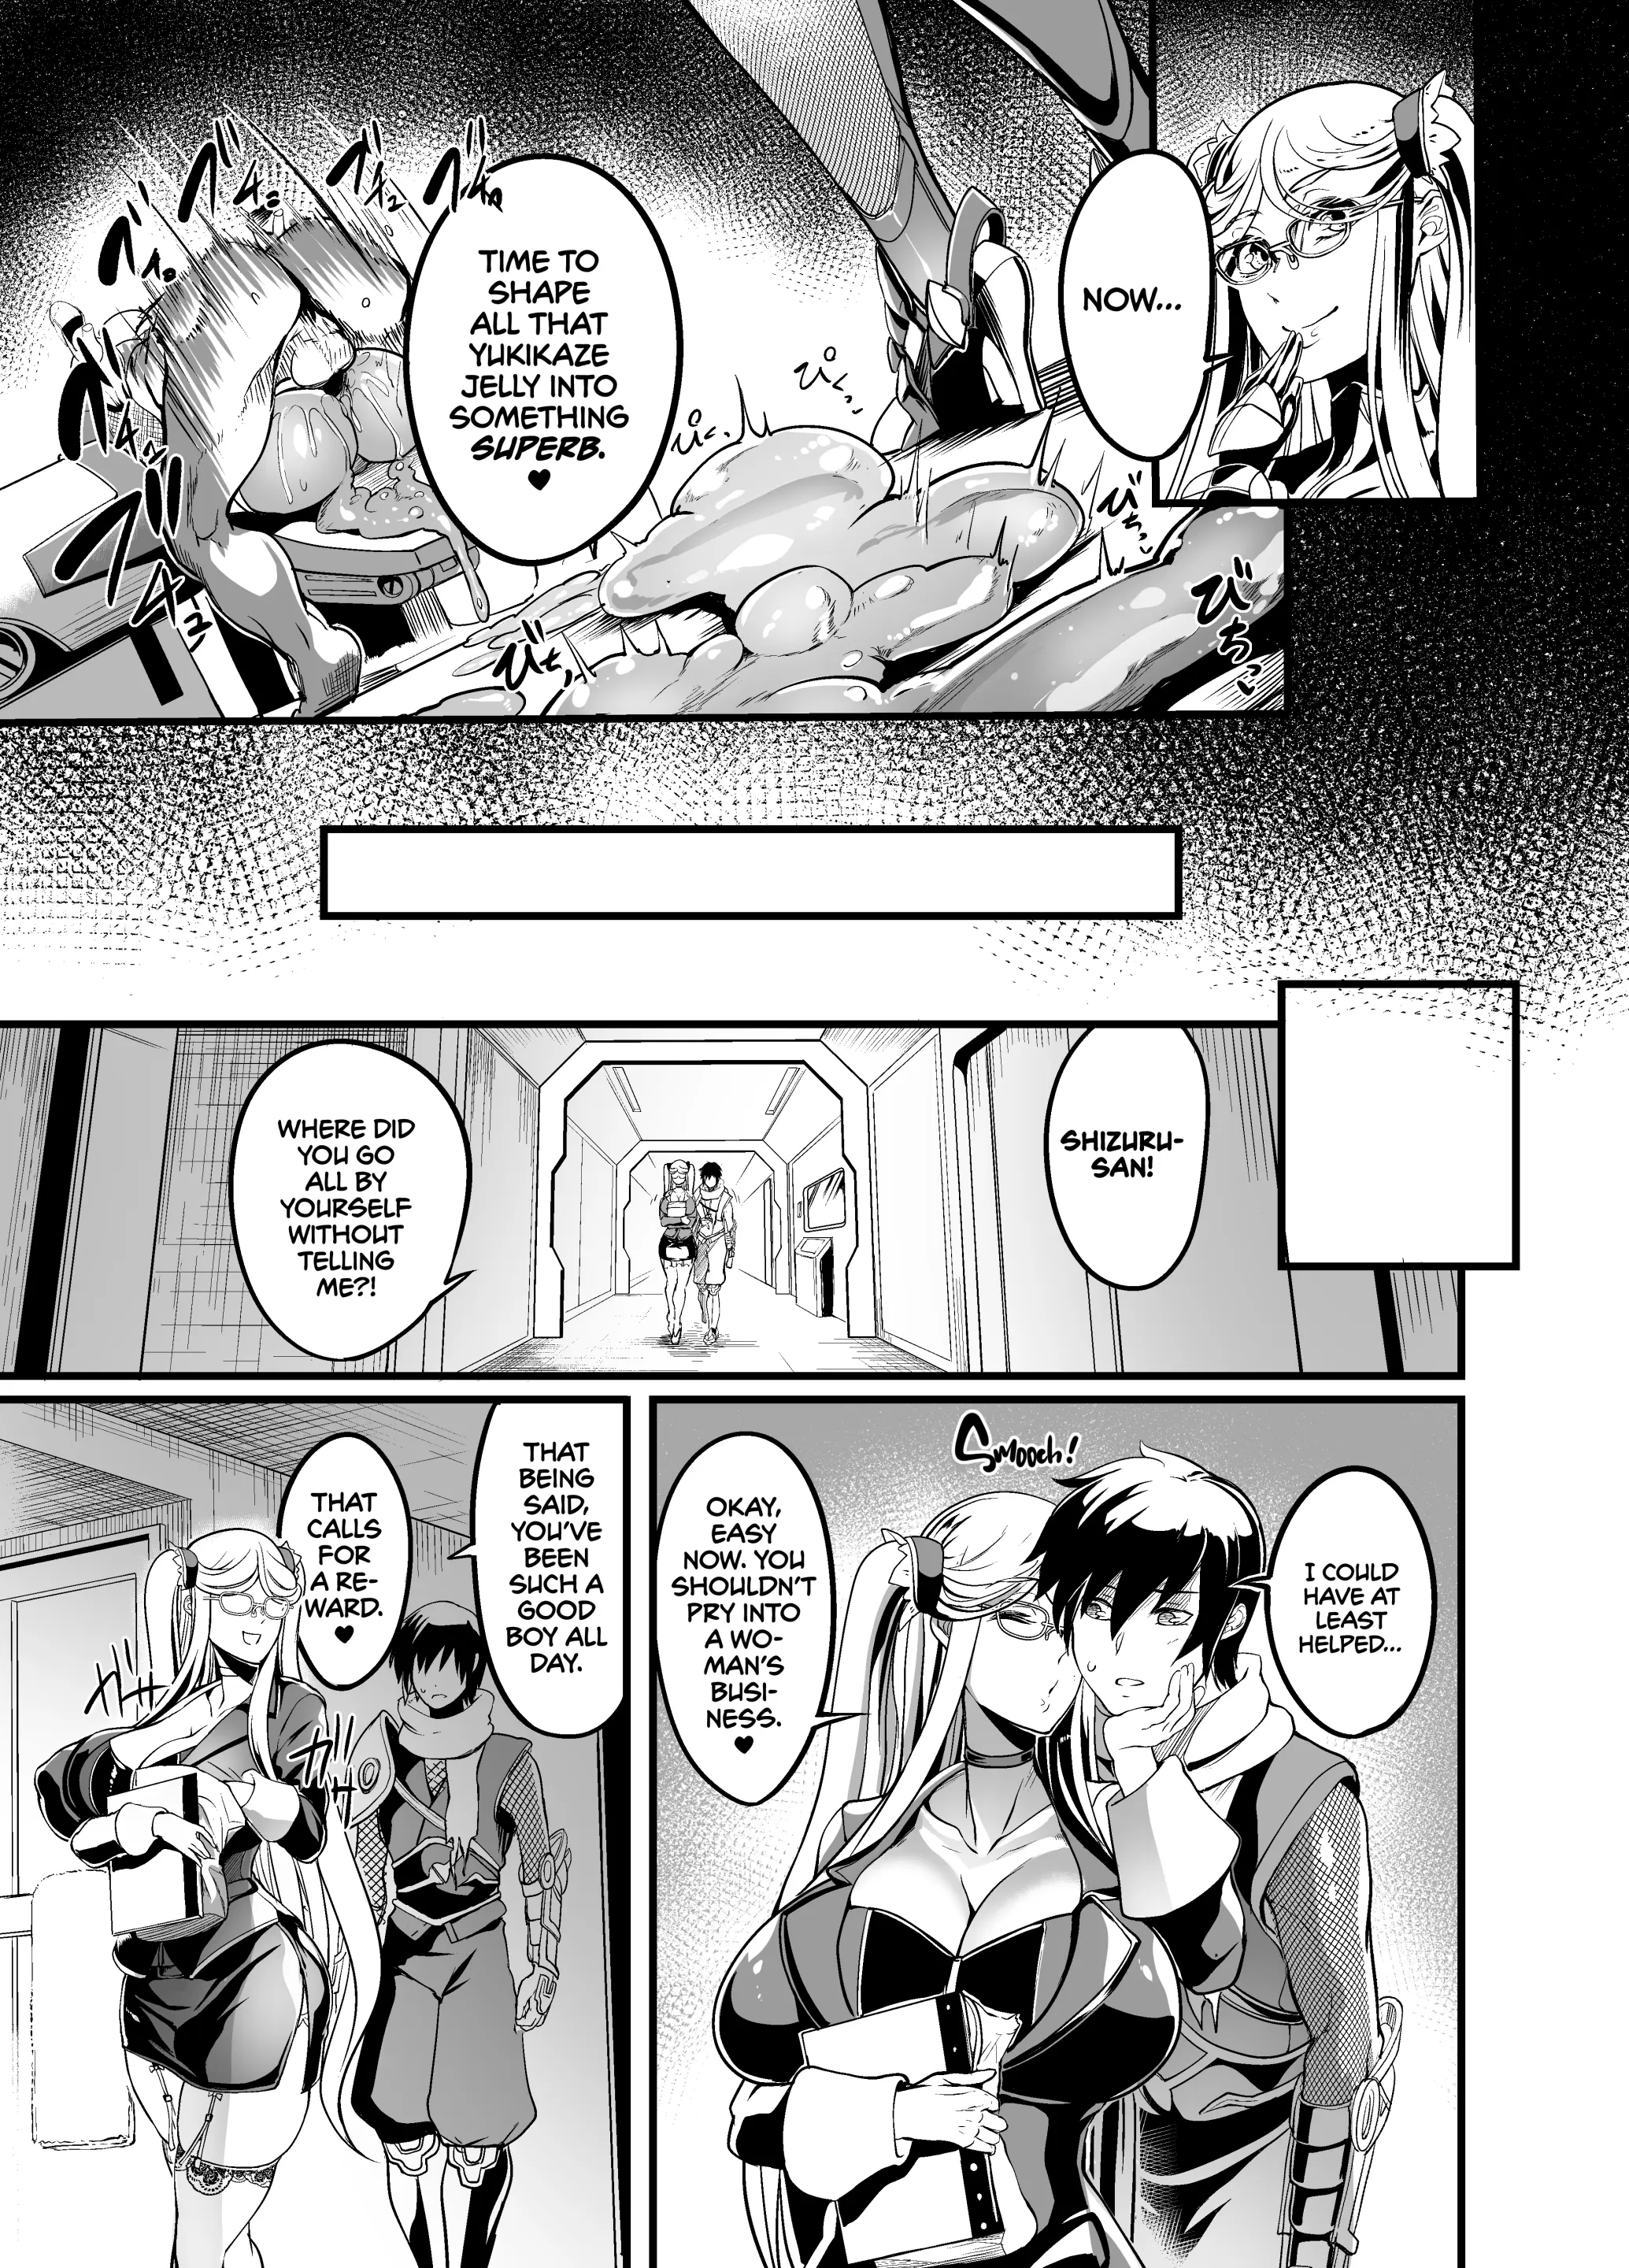 NOW...
TIME TO
SHAPE
ALL THAT
YUKIKAZE
JELLY INTO
SOMETHING
SUPERB.
♥
SHIZURU-
SAN!
WHERE DID
YOU GO
ALL BY
YOURSELF
WITHOUT
TELLING
ME?!
I COULD
HAVE AT
LEAST
HELPED...
Smooch!
OKAY,
EASY
NOW. YOU
SHOULDN'T
PRY INTO
A WO-
MAN'S
BUSI-
NESS.
♥
THAT
BEING
SAID,
YOU'VE
BEEN
SUCH A
GOOD
BOY ALL
DAY.
THAT
CALLS
FOR
A RE-
WARD.
♥